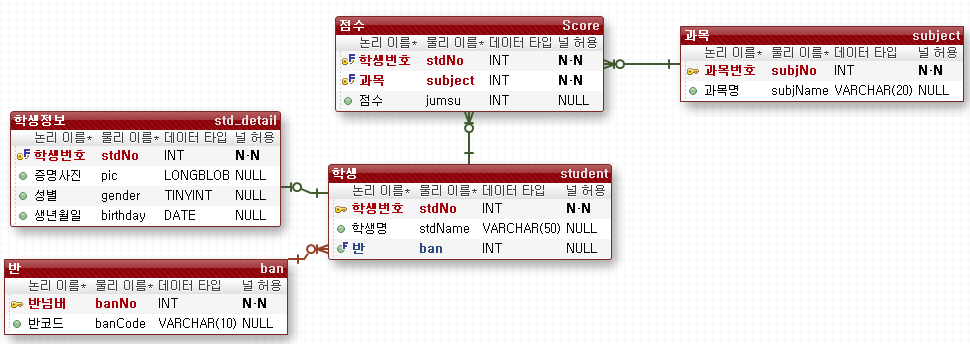 점수 Score
논리 이름* 물리 이름* 데이터 타입 널 허용
학생번호 stdNo INT N·N
과목 subject INT N·N
점수 jumsu INT NULL
과목 subject
논리 이름* 물리 이름* 데이터 타입 널 허용
과목번호 subjNo INT N·N
과목명 subjName VARCHAR(20) NULL
학생정보 std_detail
논리 이름* 물리 이름* 데이터 타입 널 허용
학생번호 stdNo INT N·N
증명사진 pic LONGBLOB NULL
성별 gender TINYINT NULL
생년월일 birthday DATE NULL
학생 student
논리 이름* 물리 이름* 데이터 타입 널 허용
학생번호 stdNo INT N·N
학생명 stdName VARCHAR(50) NULL
반 ban INT NULL
반 ban
논리 이름* 물리 이름* 데이터 타입 널 허용
반넘버 banNo INT N·N
반코드 banCode VARCHAR(10) NULL